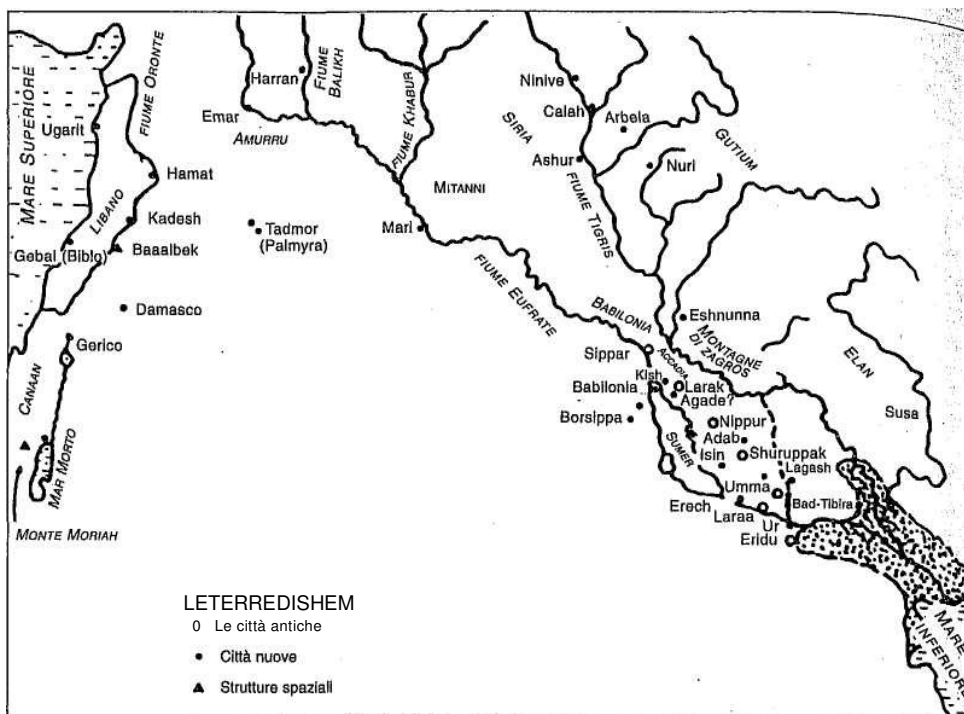 MARE SUPERIORE
FIUME ORONTE
Ugarit
Hamat
LIBANO
Kadesh
Gebal (Biblo)
Baaalbek
Damasco
Gerico
CANAAN
MAR MORTO
MONTE MORIAH
Harran
FIUME BALIKH
Emar
AMURRU
FIUME KHABUR
MITANNI
Tadmor
(Palmyra)
Mari
FIUME EUFRATE
Ninive
Calah
Arbela
SIRIA
Ashur
Nuri
GUTIUM
FIUME TIGRIS
BABILONIA
Eshnunna
MONTAGNE
DI ZAGROS
ELAN
Susa
Sippar
ACCADIA
Kish
Larak
Babilonia
Agade?
Borsippa
Nippur
SUMER
Adab
Isin
Shuruppak
Lagash
Umma
Erech
Bad-Tibira
Laraa
Ur
Eridu
MARE
INFERIORE
LETERREDISHEM
0 Le città antiche
• Città nuove
▲ Strutture spaziali